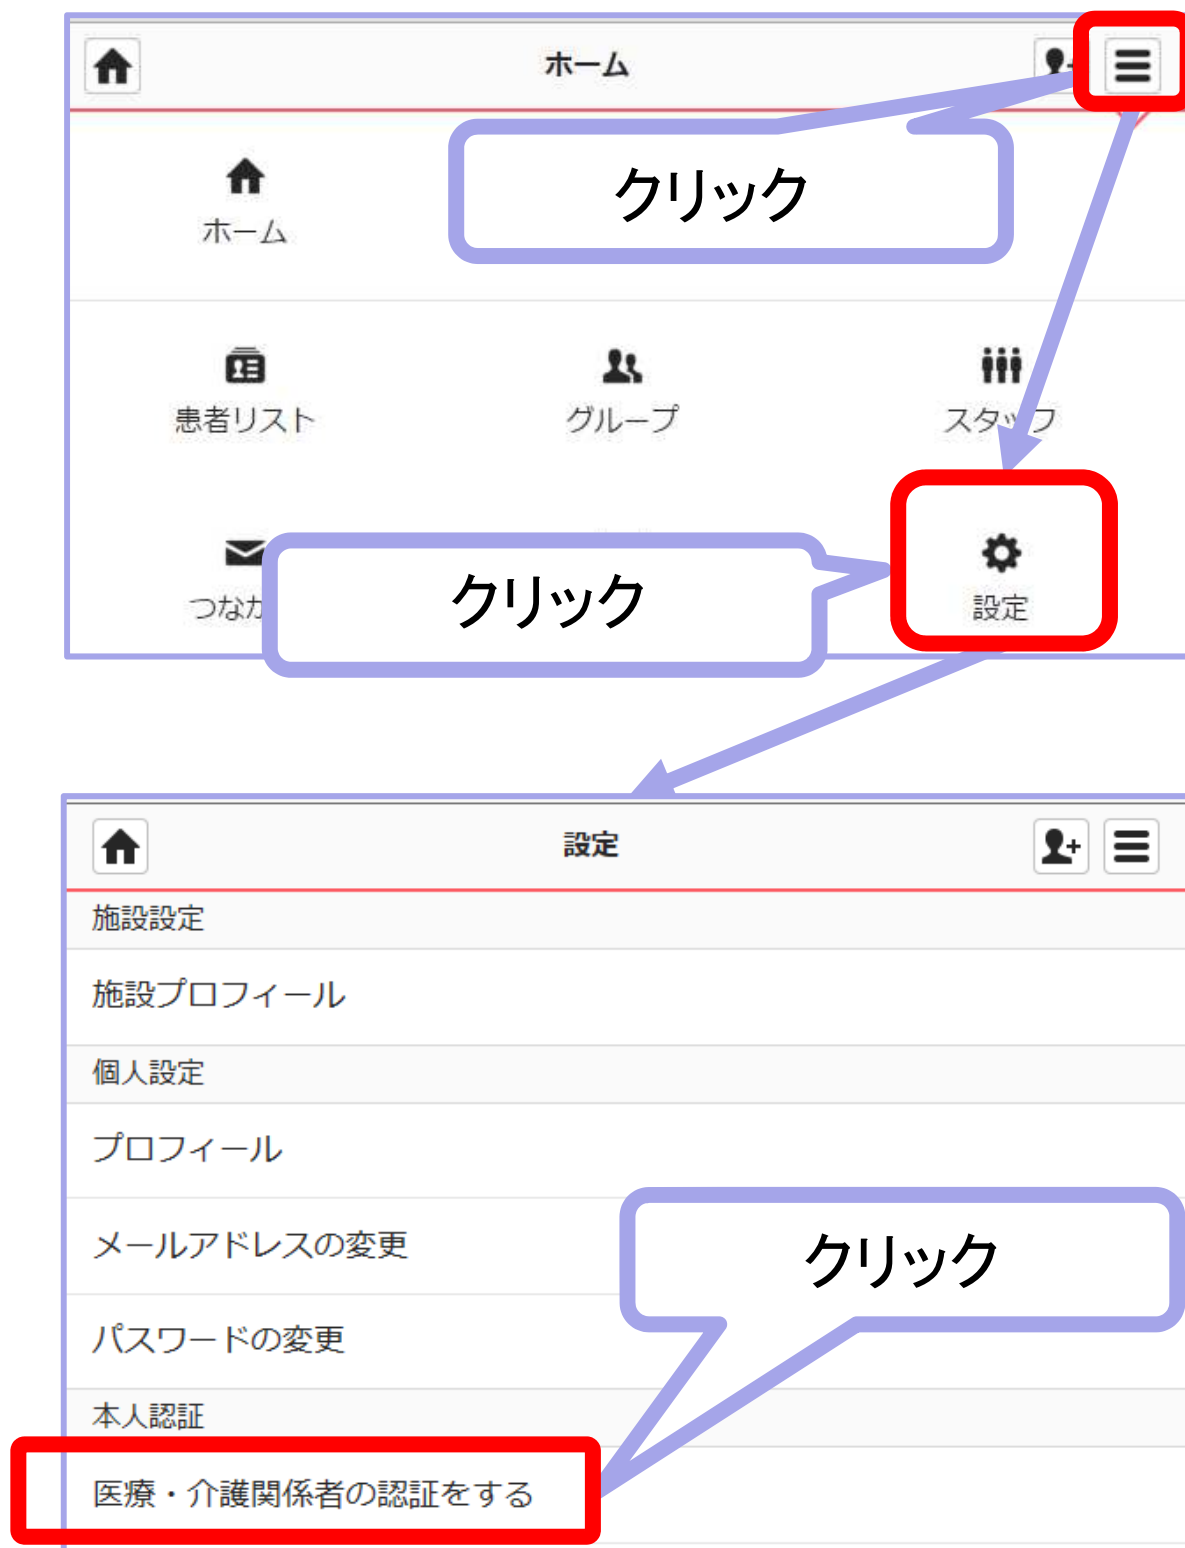 ホーム
クリック
ホーム
患者リスト
グループ
スタッフ
つなが
クリック
設定
設定
施設設定
施設プロフィール
個人設定
プロフィール
メールアドレスの変更
クリック
パスワードの変更
本人認証
医療・介護関係者の認証をする